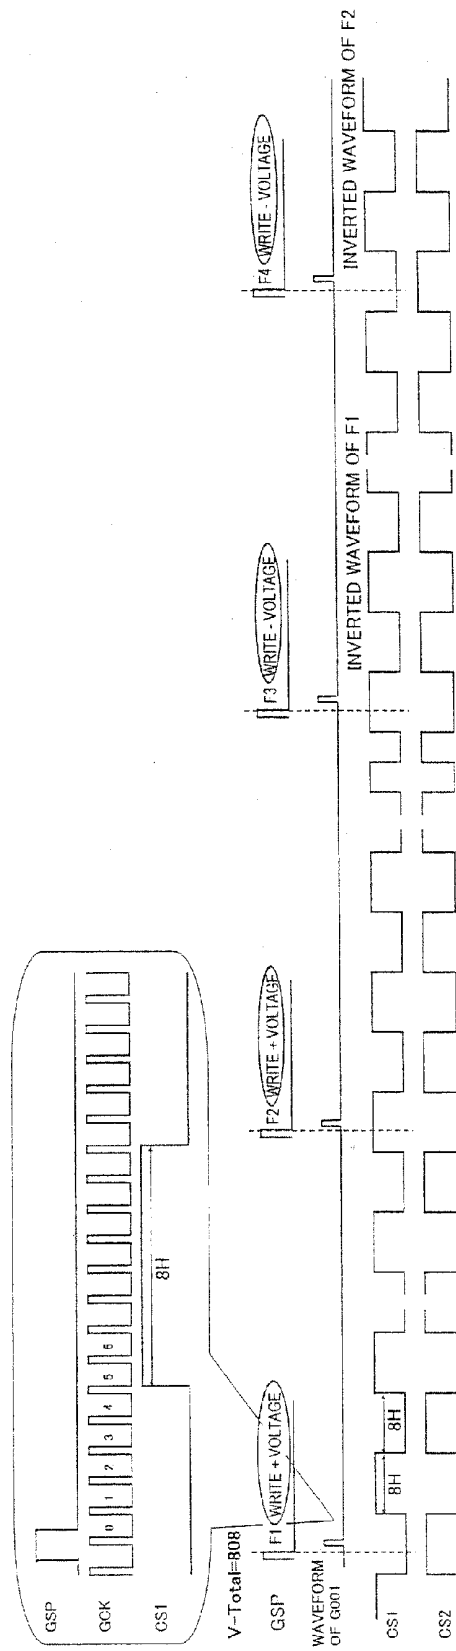 GSP
GCK
0 1 2 3 4 5 6
CS1
8H
V-Total=808
GSP
F1 WRITE + VOLTAGE
F2 WRITE + VOLTAGE
F3 WRITE - VOLTAGE
F4 WRITE - VOLTAGE
WAVEFORM
OF G001
INVERTED WAVEFORM OF F1
INVERTED WAVEFORM OF F2
CS1
8H
8H
CS2